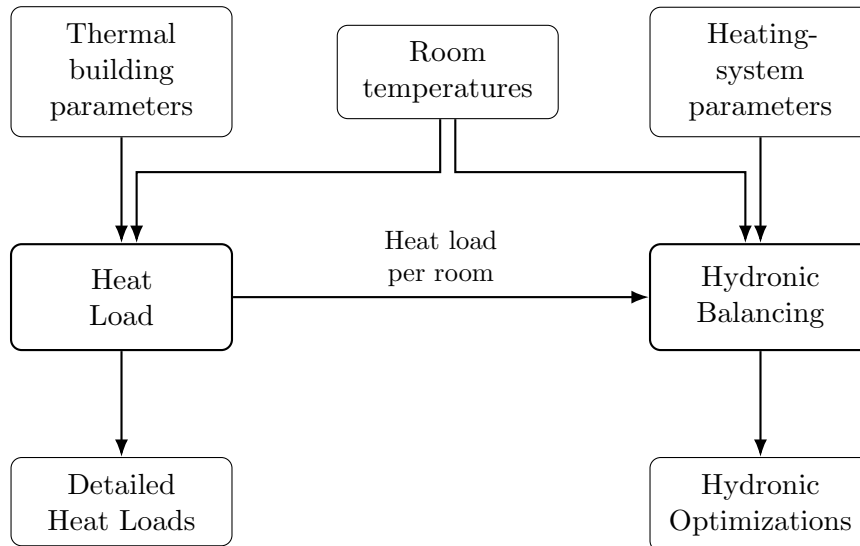 Thermal
building
parameters
Room
temperatures
Heating-
system
parameters
Heat
Load
Heat load
per room
Hydronic
Balancing
Detailed
Heat Loads
Hydronic
Optimizations